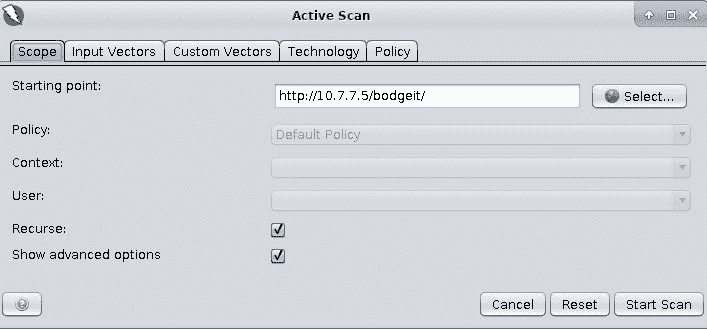 Active Scan
Scope Input Vectors Custom Vectors Technology Policy
Starting point: http://10.7.7.5/bodgeit/ Select...
Policy: Default Policy
Context:
User:
Recurse:
Show advanced options
Cancel Reset Start Scan